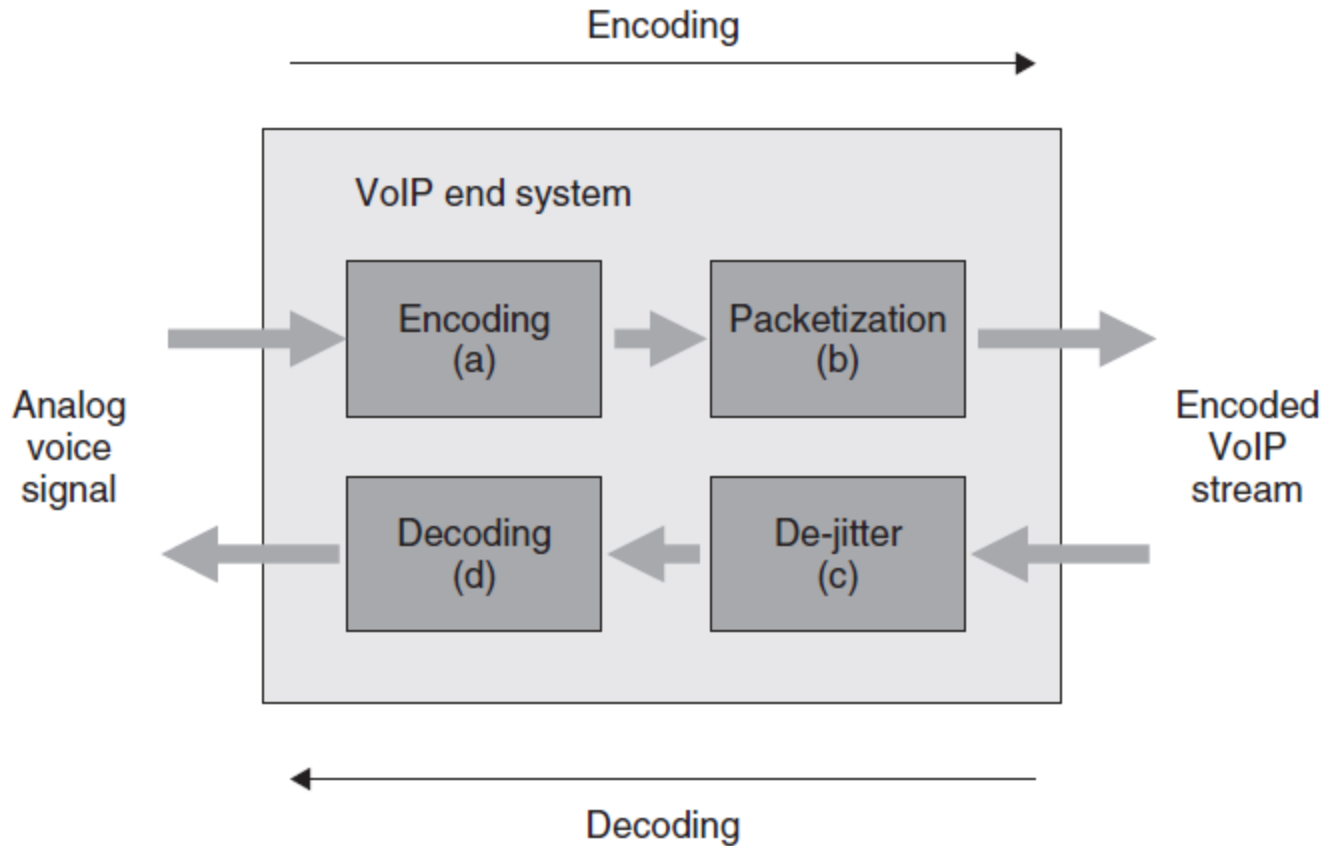 Encoding
VoIP end system
Encoding
(a)
Packetization
(b)
Analog
voice
signal
Encoded
VoIP
stream
Decoding
(d)
De-jitter
(c)
Decoding